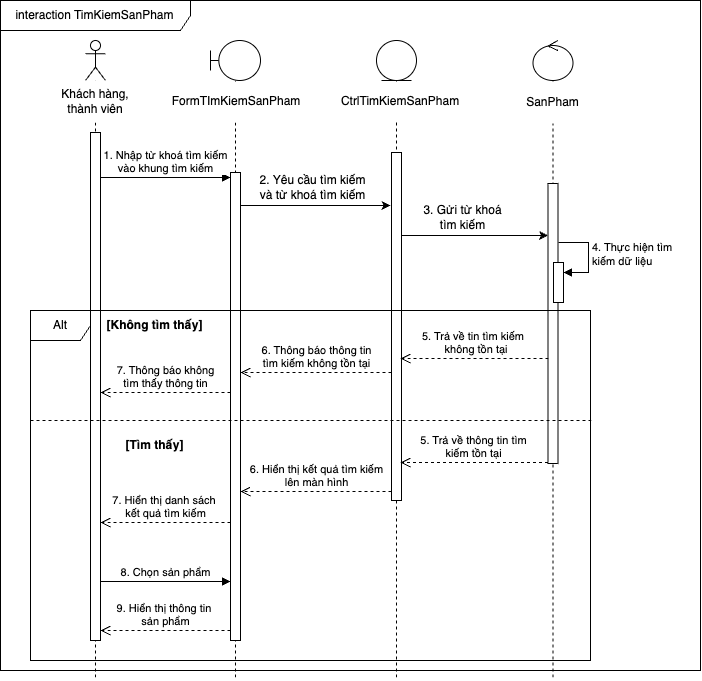 interaction TimKiemSanPham
Khách hàng,
thành viên
FormTImKiemSanPham
CtrlTimKiemSanPham
SanPham
1. Nhập từ khoá tìm kiếm
vào khung tìm kiếm
2. Yêu cầu tìm kiếm
và từ khoá tìm kiếm
3. Gửi từ khoá
tìm kiếm
4. Thực hiện tìm
kiếm dữ liệu
Alt
[Không tìm thấy]
5. Trả về tin tìm kiếm
không tồn tại
6. Thông báo thông tin
tìm kiếm không tồn tại
7. Thông báo không
tìm thấy thông tin
[Tìm thấy]
5. Trả về thông tin tìm
kiếm tồn tại
6. Hiển thị kết quả tìm kiếm
lên màn hình
7. Hiển thị danh sách
kết quả tìm kiếm
8. Chọn sản phẩm
9. Hiển thị thông tin
sản phẩm